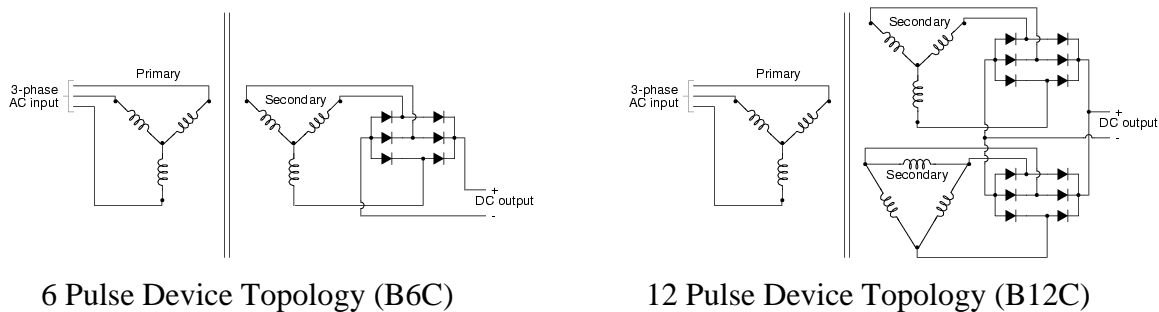 Primary
3-phase
AC input
Secondary
+
DC output
-
6 Pulse Device Topology (B6C)
Secondary
Primary
3-phase
AC input
+
DC output
-
Secondary
12 Pulse Device Topology (B12C)